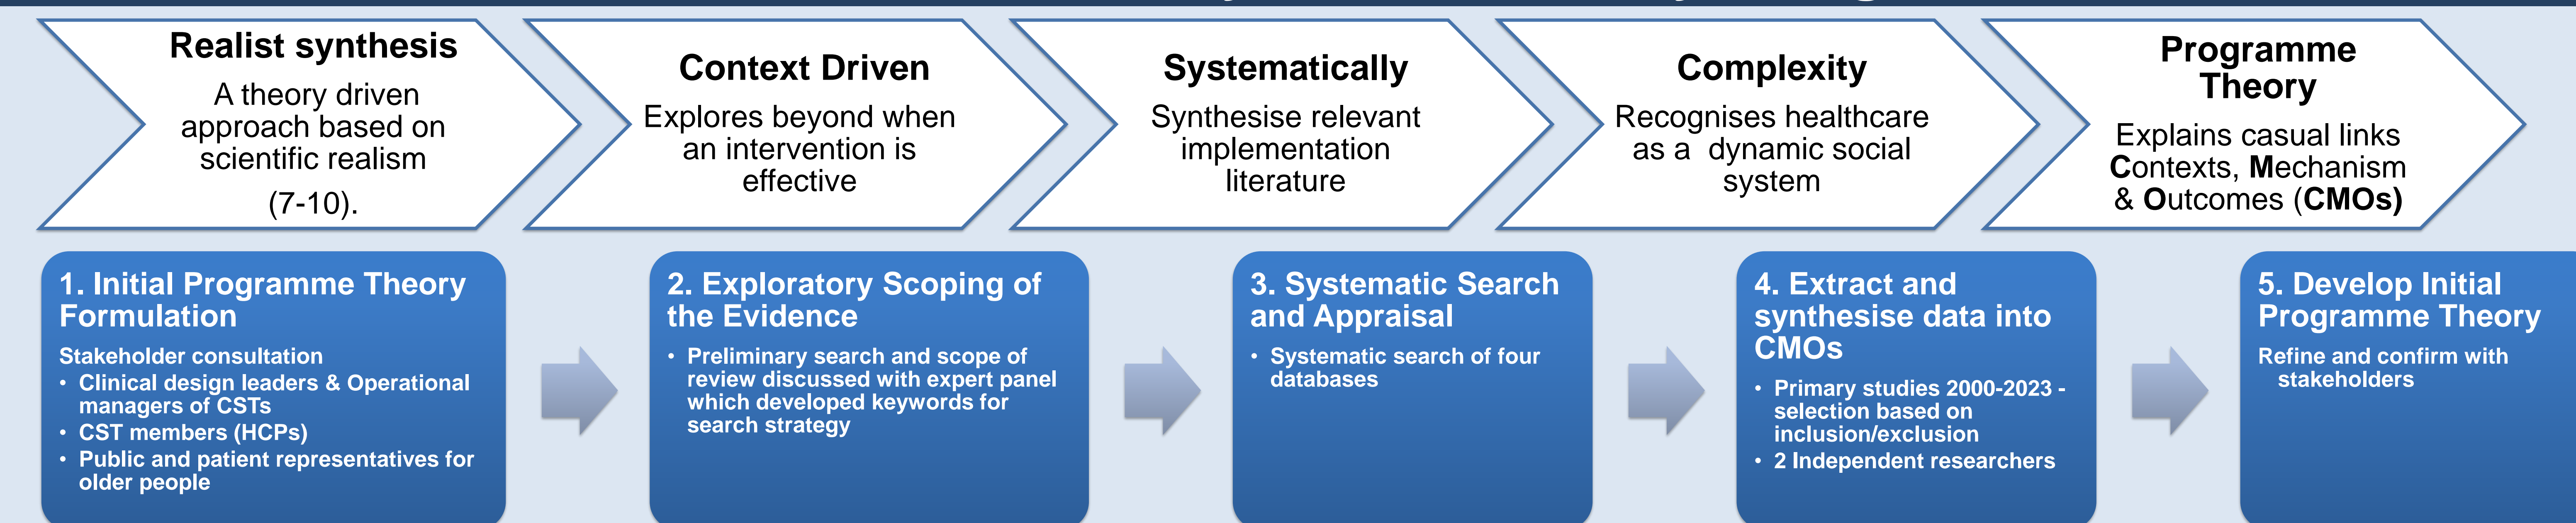 Realist synthesis
A theory driven
approach based on
scientific realism
(7-10).
Context Driven
Explores beyond when
an intervention is
effective
Systematically
Synthesise relevant
implementation
literature
Complexity
Recognises healthcare
as a  dynamic social
system
Programme
Theory
Explains casual links
Contexts, Mechanism
& Outcomes (CMOs)
1. Initial Programme Theory
Formulation
Stakeholder consultation
• Clinical design leaders & Operational
managers of CSTs
• CST members (HCPs)
• Public and patient representatives for
older people
2. Exploratory Scoping of
the Evidence
• Preliminary search and scope of
review discussed with expert panel
which developed keywords for
search strategy
3. Systematic Search
and Appraisal
• Systematic search of four
databases
4. Extract and
synthesise data into
CMOs
• Primary studies 2000-2023 -
selection based on
inclusion/exclusion
• 2 Independent researchers
5. Develop Initial
Programme Theory
Refine and confirm with
stakeholders